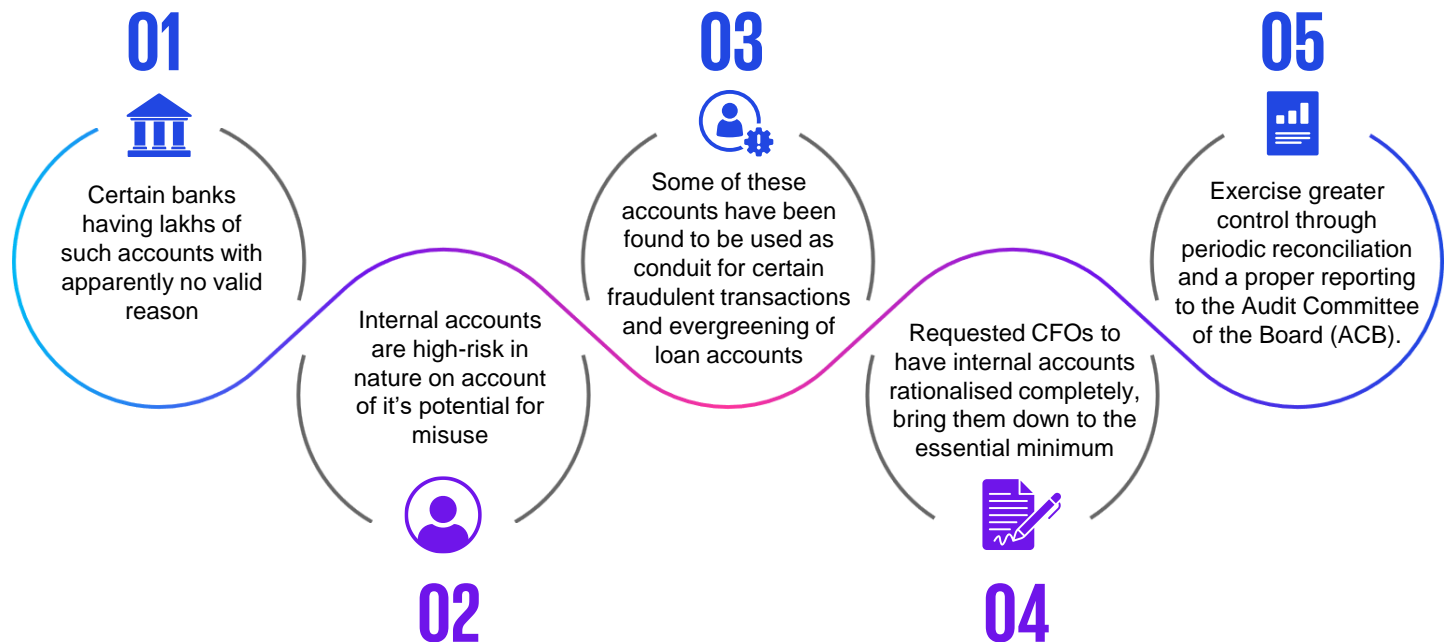 01
Certain banks
having lakhs of
such accounts with
apparently no valid
reason
Internal accounts
are high-risk in
nature on account
of it's potential for
misuse
02
03
Some of these
accounts have been
found to be used as
conduit for certain
fraudulent transactions
and evergreening of
loan accounts
Requested CFOs to
have internal accounts
rationalised completely,
bring them down to the
essential minimum
04
05
Exercise greater
control through
periodic reconciliation
and a proper reporting
to the Audit Committee
of the Board (ACB).